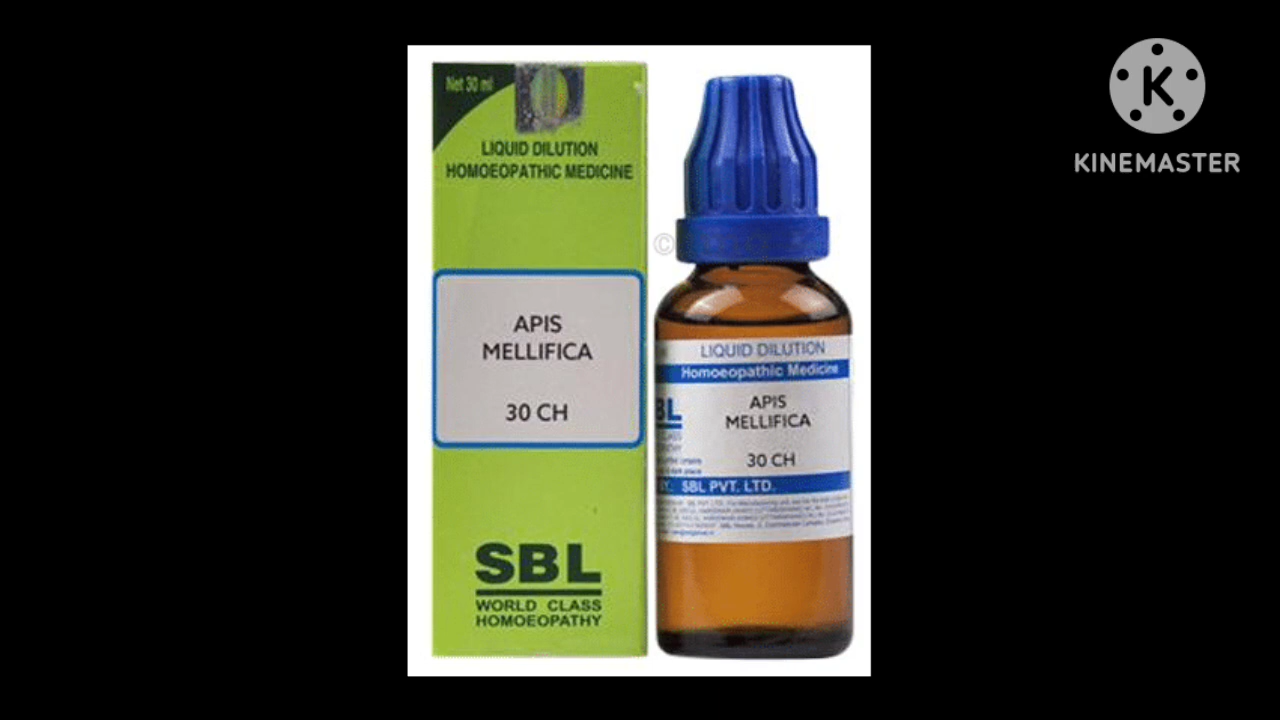 Net 30 ml
LIQUID DILUTION
HOMOEOPATHIC MEDICINE
APIS
MELLIFICA
30 CH
SBL
WORLD CLASS
HOMOEOPATHY
LIQUID DILUTION
Homoeopathic Medicine
BL
APIS
MELLIFICA
30 CH
SBL PVT. LTD.
K
KINEMASTER